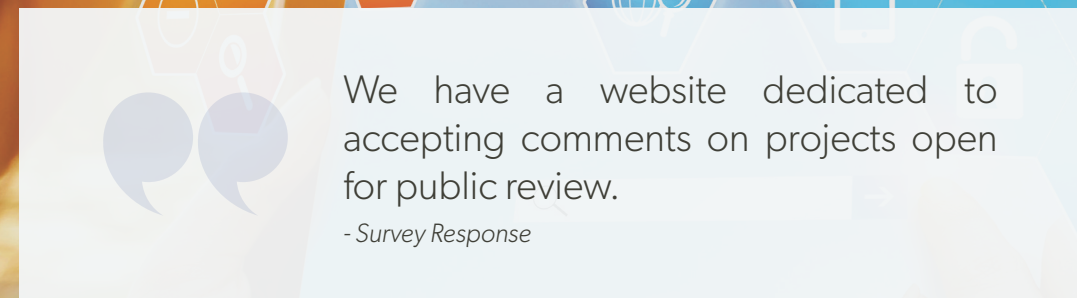 We have a website dedicated to
accepting comments on projects open
for public review.
- Survey Response